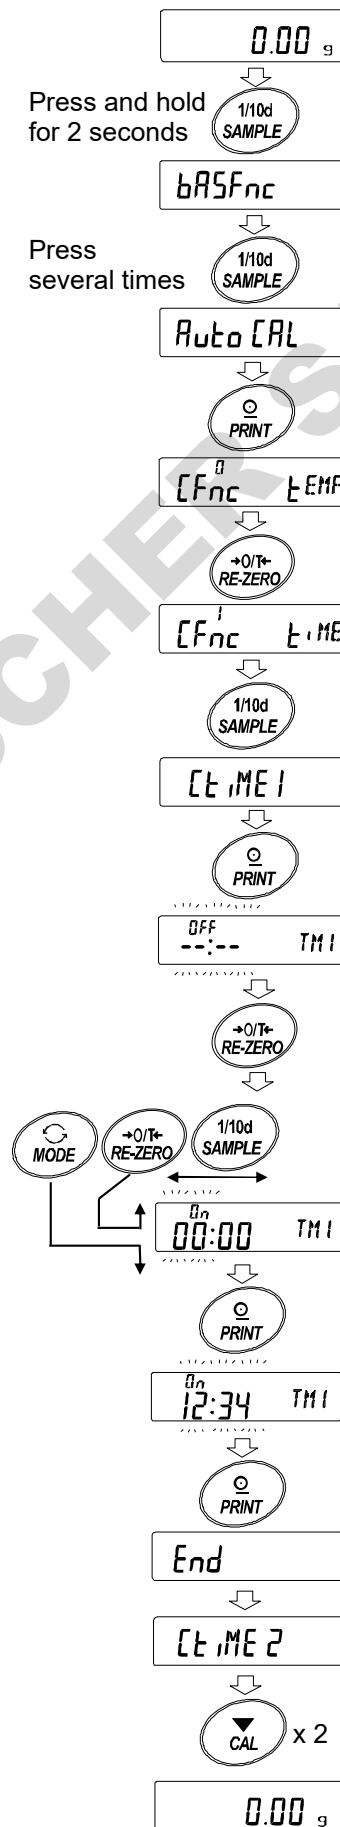 0.00 g
Press and hold
for 2 seconds
1/10d
SAMPLE
bASFnc
Press
several times
1/10d
SAMPLE
Auto CAL
PRINT
0
CFnc tEMP
→0/T←
RE-ZERO
1
CFnc tiME
1/10d
SAMPLE
CtiME1
PRINT
OFF
--:-- TM1
→0/T←
RE-ZERO
MODE
→0/T←
RE-ZERO
1/10d
SAMPLE
On
00:00 TM1
PRINT
On
12:34 TM1
PRINT
End
CtiME2
CAL x 2
0.00 g